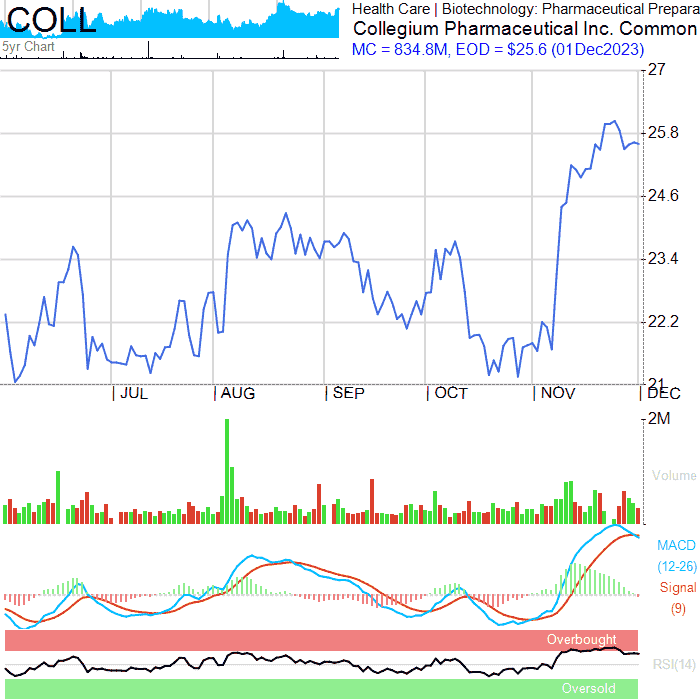 COLL
5yr Chart
Health Care | Biotechnology: Pharmaceutical Prepara
Collegium Pharmaceutical Inc. Common
MC = 834.8M, EOD = $25.6 (01Dec2023)
27
25.8
24.6
23.4
22.2
21
| JUL | AUG | SEP | OCT | NOV | DEC
2M
Volume
MACD
(12-26)
Signal
(9)
Overbought
RSI(14)
Oversold